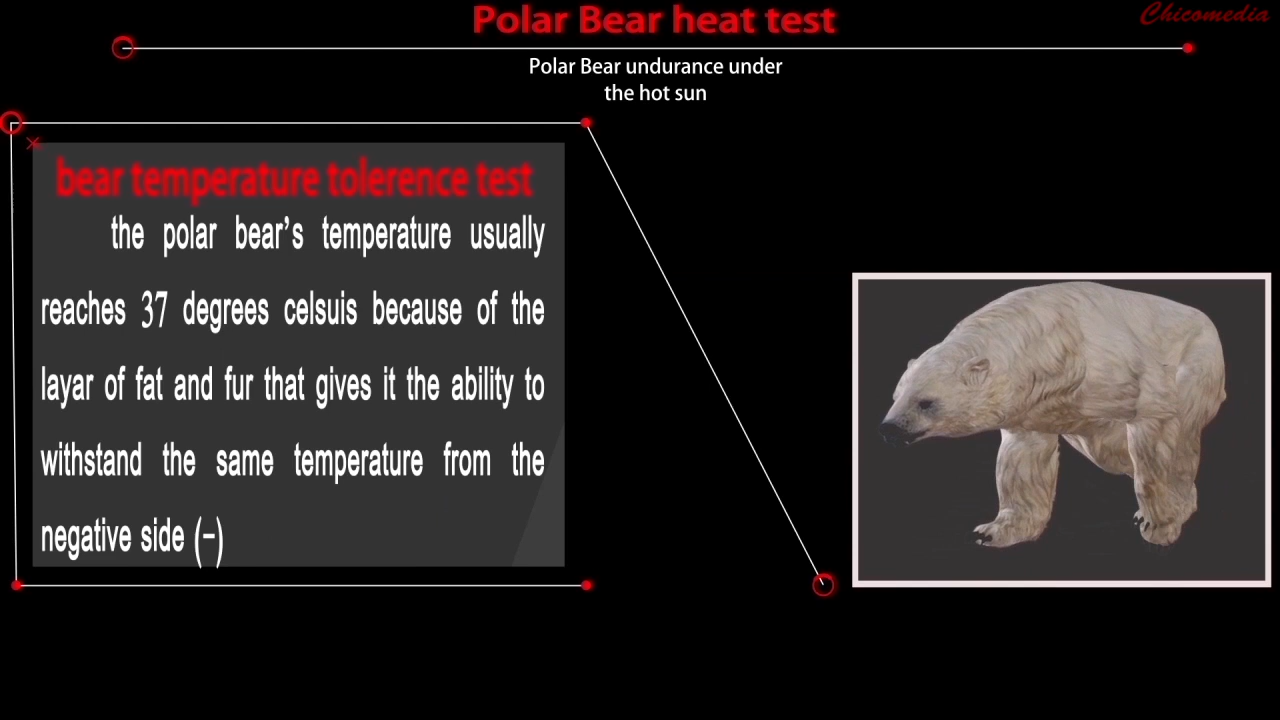 Polar Bear heat test
Chicomedia
Polar Bear undurance under
the hot sun
bear temperature tolerence test
the polar bear's temperature usually
reaches 37 degrees celsuis because of the
layar of fat and fur that gives it the ability to
withstand the same temperature from the
negative side (-)